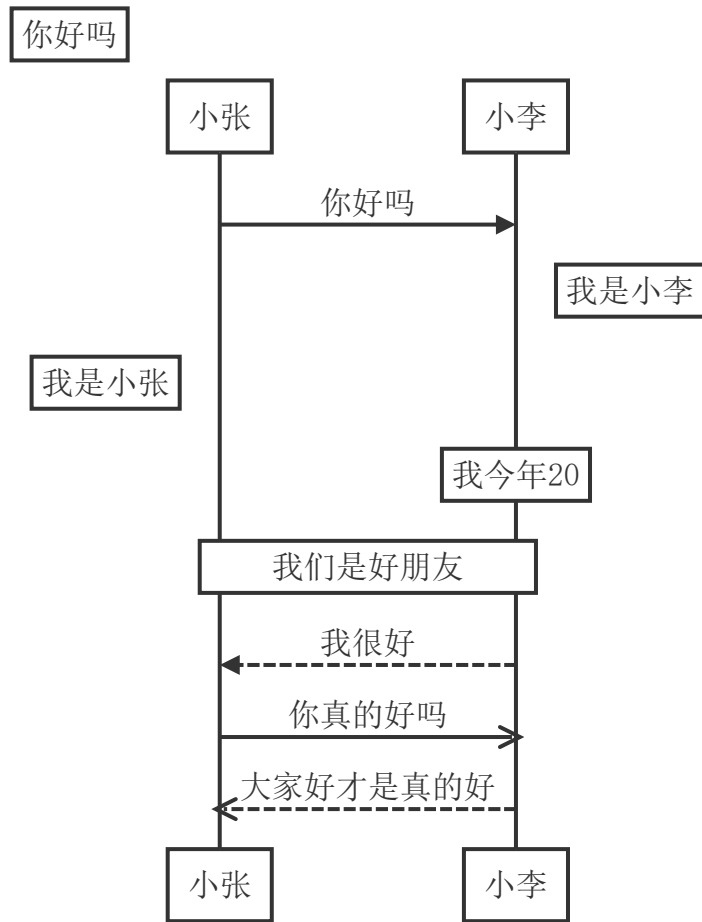 你好吗
小张
小李
你好吗
我是小李
我是小张
我今年20
我们是好朋友
我很好
你真的好吗
大家好才是真的好
小张
小李